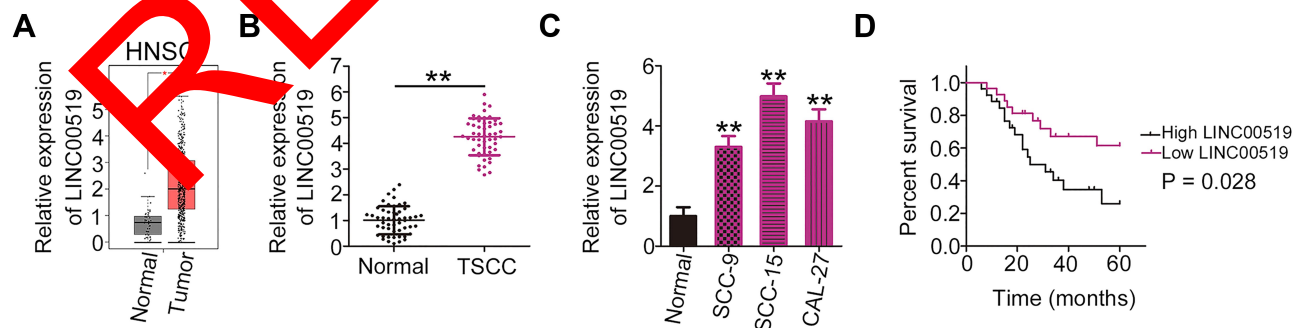 A
B
C
D
HNSC
Relative expression
of LINC00519
*
5
3
2
1
0
Normal
Tumor
Relative expression
of LINC00519
**
7
6
5
4
3
2
1
0
Normal
TSCC
Relative expression
of LINC00519
6
4
2
0
**
**
**
Normal
SCC-9
SCC-15
CAL-27
Percent survival
1.0
0.8
0.6
0.4
0.2
0.0
0
20
40
60
Time (months)
High LINC00519
Low LINC00519
P = 0.028
R